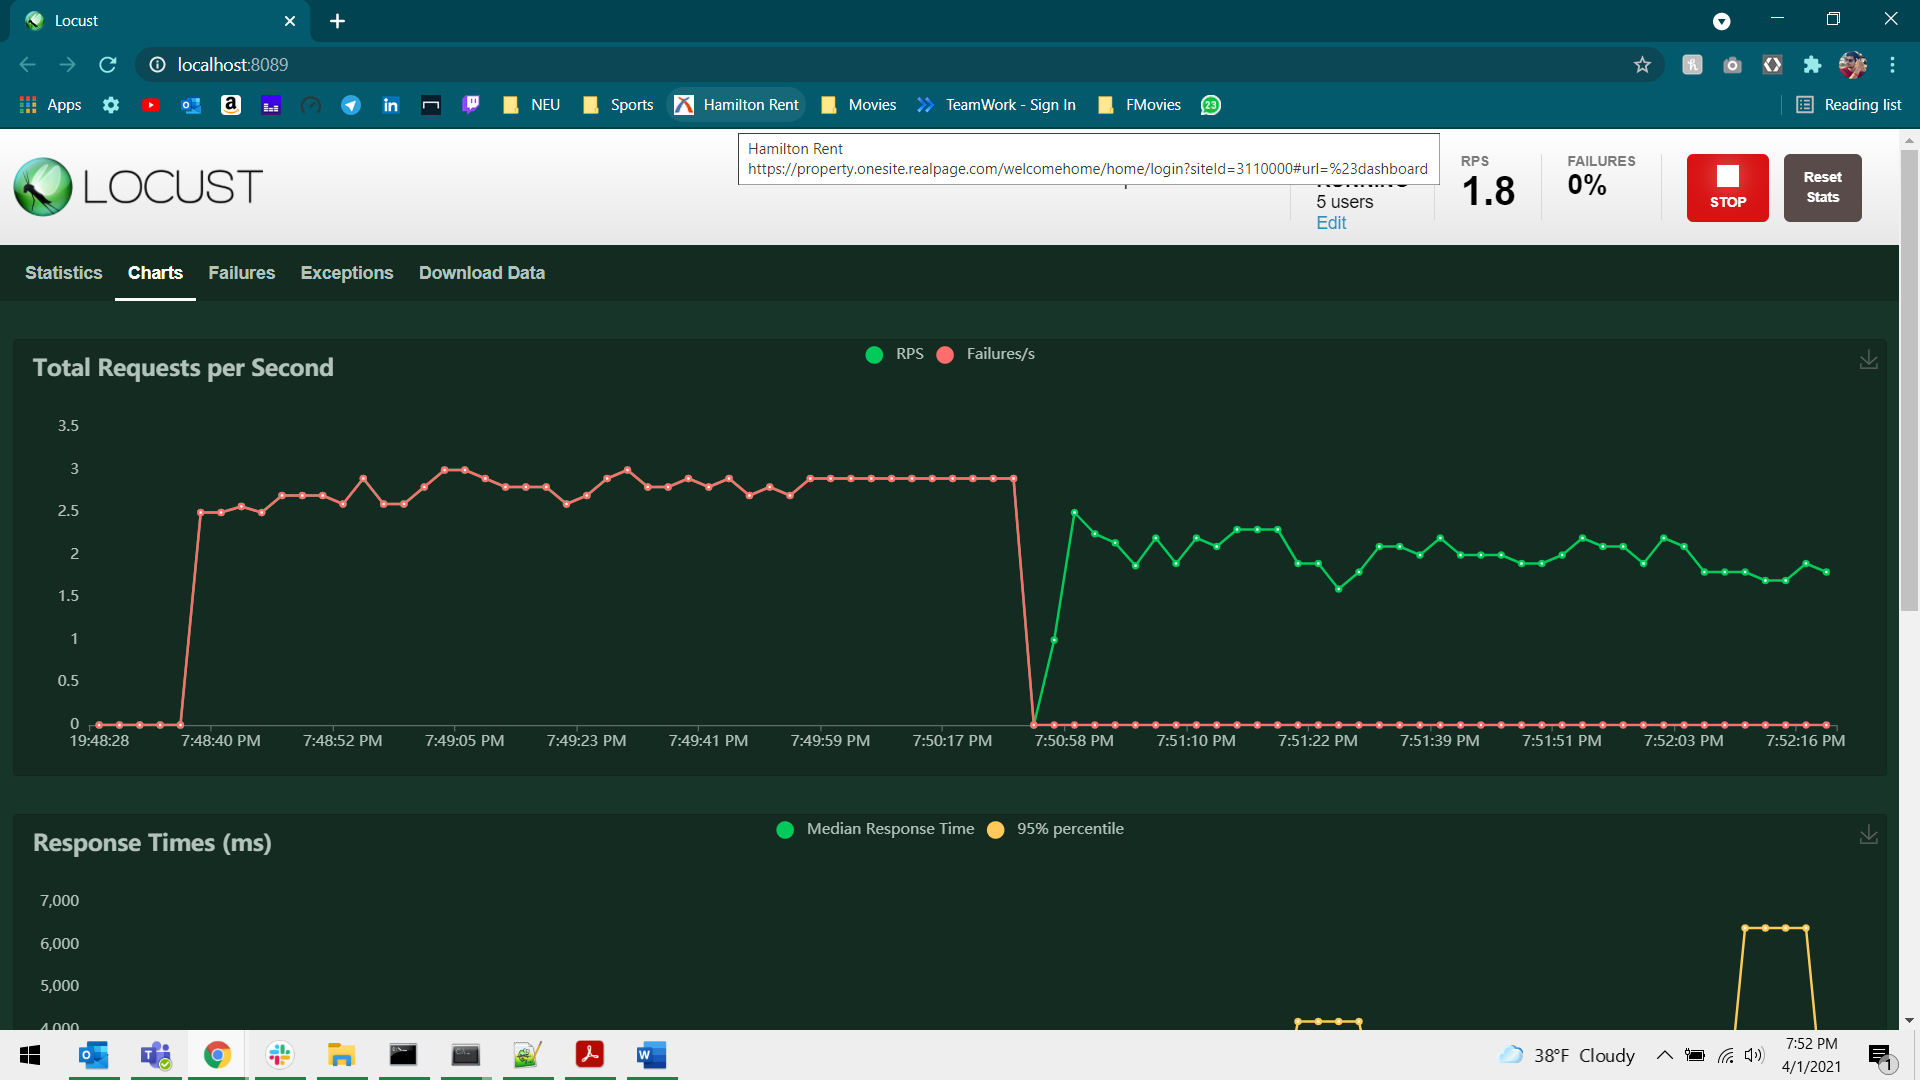 Locust
localhost:8089
Apps
NEU
Sports
Hamilton Rent
Movies
TeamWork - Sign In
FMovies
23
Reading list
Hamilton Rent
https://property.onesite.realpage.com/welcomehome/home/login?siteId=3110000#url=%23dashboard
LOCUST
RUNNING
5 users
Edit
RPS
1.8
FAILURES
0%
STOP
Reset
Stats
Statistics Charts Failures Exceptions Download Data
Total Requests per Second
RPS Failures/s
3.5
3
2.5
2
1.5
1
0.5
0
19:48:28 7:48:40 PM 7:48:52 PM 7:49:05 PM 7:49:23 PM 7:49:41 PM 7:49:59 PM 7:50:17 PM 7:50:58 PM 7:51:10 PM 7:51:22 PM 7:51:39 PM 7:51:51 PM 7:52:03 PM 7:52:16 PM
Response Times (ms)
Median Response Time 95% percentile
7,000
6,000
5,000
4,000
38°F Cloudy
7:52 PM
4/1/2021
1